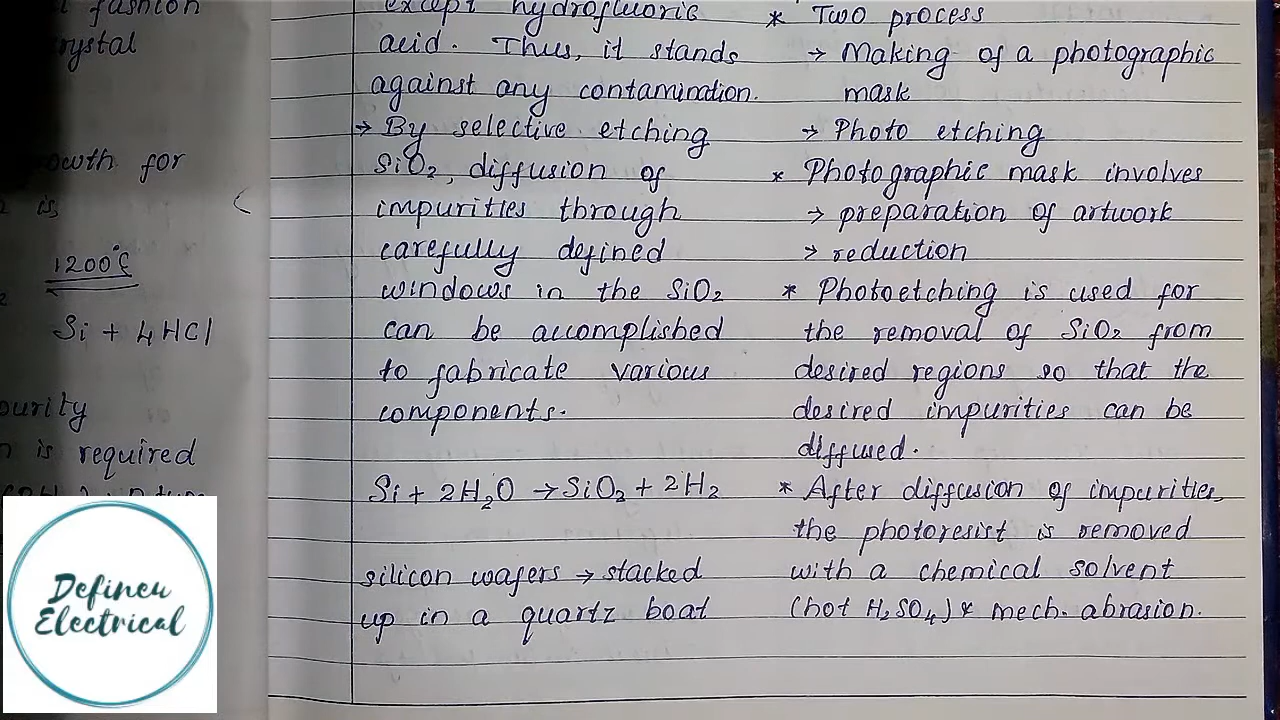 fashion
crystal
growth for
is
1200°C
Si + 4HCl
is required
except hydrofluoric
acid. Thus, it stands
against any contamination.
→ By selective etching
SiO₂, diffusion of
impurities through
carefully defined
windows in the SiO₂
can be accomplished
to fabricate various
components.
Si + 2H₂O → SiO₂ + 2H₂
silicon wafers → stacked
up in a quartz boat
* Two process
→ Making of a photographic
mask
→ Photo etching
* Photographic mask involves
→ preparation of artwork
> reduction
* Photoetching is used for
the removal of SiO₂ from
desired regions so that the
desired impurities can be
diffused.
* After diffusion of impurities,
the photoresist is removed
with a chemical solvent
(hot H₂SO₄) & mech. abrasion.
Defineu
Electrical